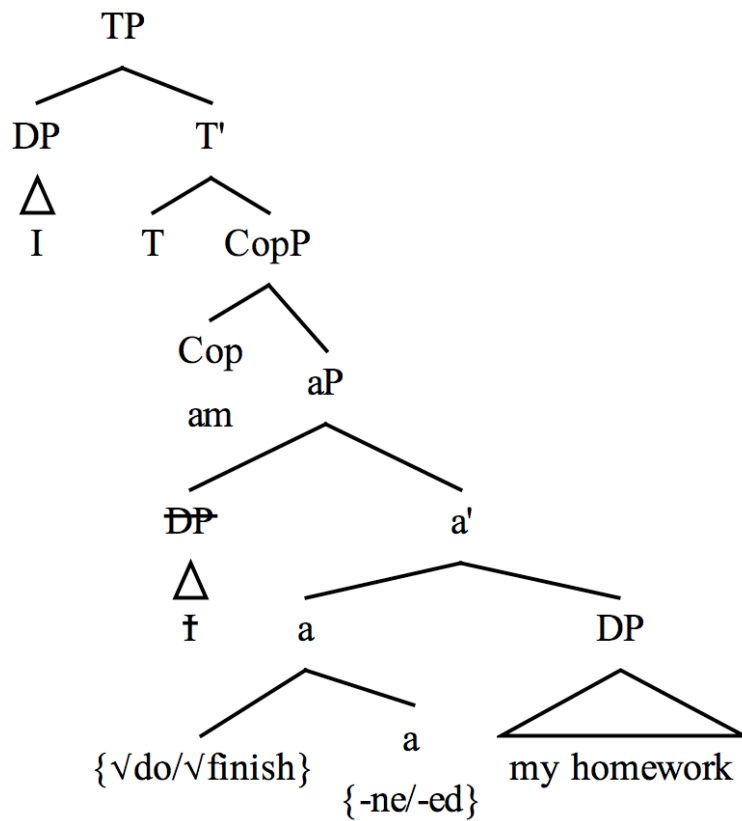 TP
DP T'
I T CopP
Cop aP
am
DP a'
I a DP
{√do/√finish} a my homework
{-ne/-ed}